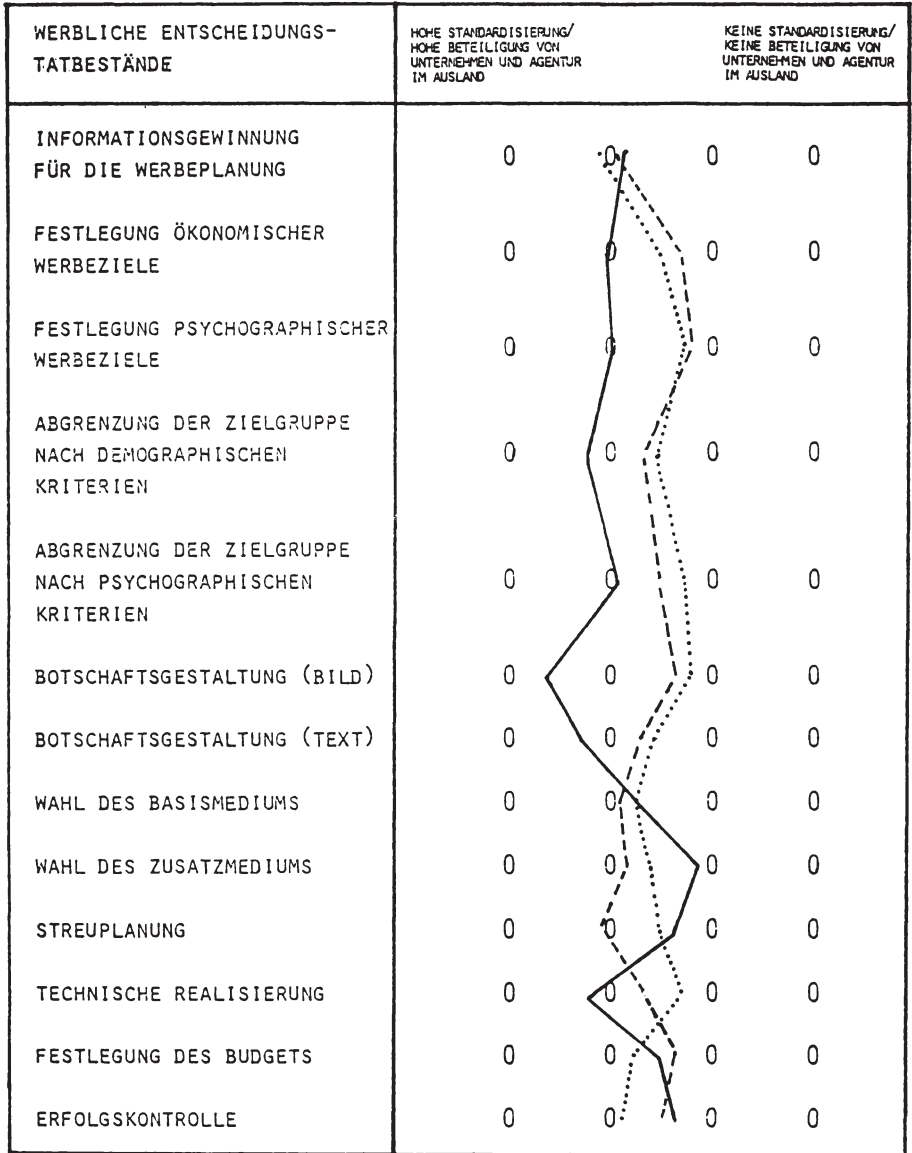 WERBLICHE ENTSCHEIDUNGS-
TATBESTÄNDE
HOHE STANDARDISIERUNG/
HOHE BETEILIGUNG VON
UNTERNEHMEN UND AGENTUR
IM AUSLAND
KEINE STANDARDISIERUNG/
KEINE BETEILIGUNG VON
UNTERNEHMEN UND AGENTUR
IM AUSLAND
INFORMATIONSGEWINNUNG
FÜR DIE WERBEPLANUNG
0 0 0 0
FESTLEGUNG ÖKONOMISCHER
WERBEZIELE
0 0 0 0
FESTLEGUNG PSYCHOGRAPHISCHER
WERBEZIELE
0 0 0 0
ABGRENZUNG DER ZIELGRUPPE
NACH DEMOGRAPHISCHEN
KRITERIEN
0 0 0 0
ABGRENZUNG DER ZIELGRUPPE
NACH PSYCHOGRAPHISCHEN
KRITERIEN
0 0 0 0
BOTSCHAFTSGESTALTUNG (BILD) 0 0 0 0
BOTSCHAFTSGESTALTUNG (TEXT) 0 0 0 0
WAHL DES BASISMEDIUMS 0 0 0 0
WAHL DES ZUSATZMEDIUMS 0 0 0 0
STREUPLANUNG 0 0 0 0
TECHNISCHE REALISIERUNG 0 0 0 0
FESTLEGUNG DES BUDGETS 0 0 0 0
ERFOLGSKONTROLLE 0 0 0 0